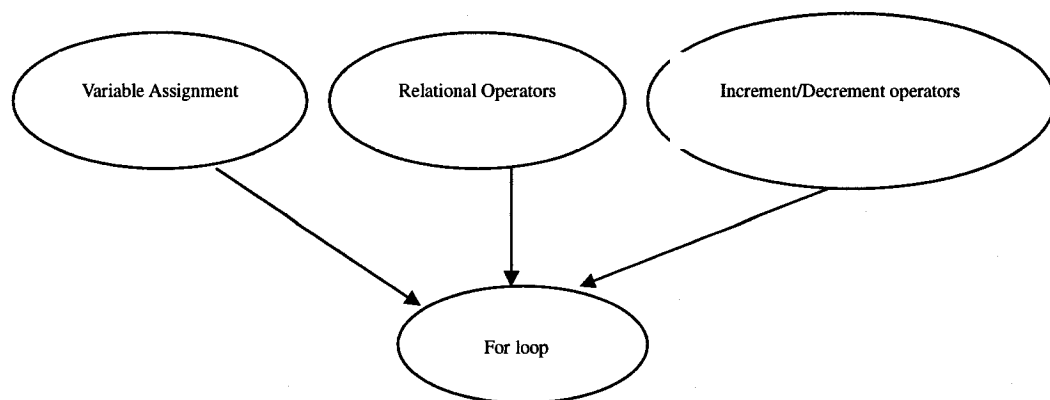 Variable Assignment
Relational Operators
Increment/Decrement operators
For loop